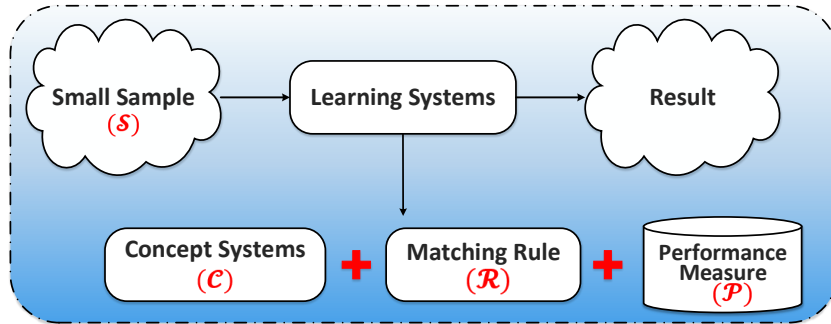 Small Sample
(𝒮)
Learning Systems
Result
Concept Systems
(𝒞)
Matching Rule
(ℛ)
Performance
Measure
(𝒫)